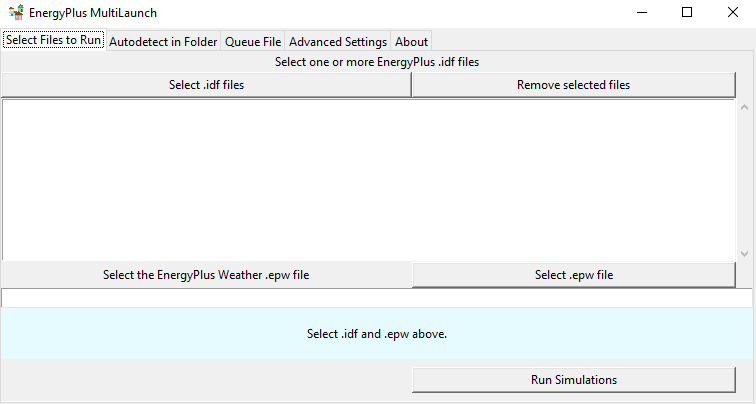 EnergyPlus MultiLaunch
Select Files to Run Autodetect in Folder Queue File Advanced Settings About
Select one or more EnergyPlus .idf files
Select .idf files Remove selected files
Select the EnergyPlus Weather .epw file Select .epw file
Select .idf and .epw above.
Run Simulations